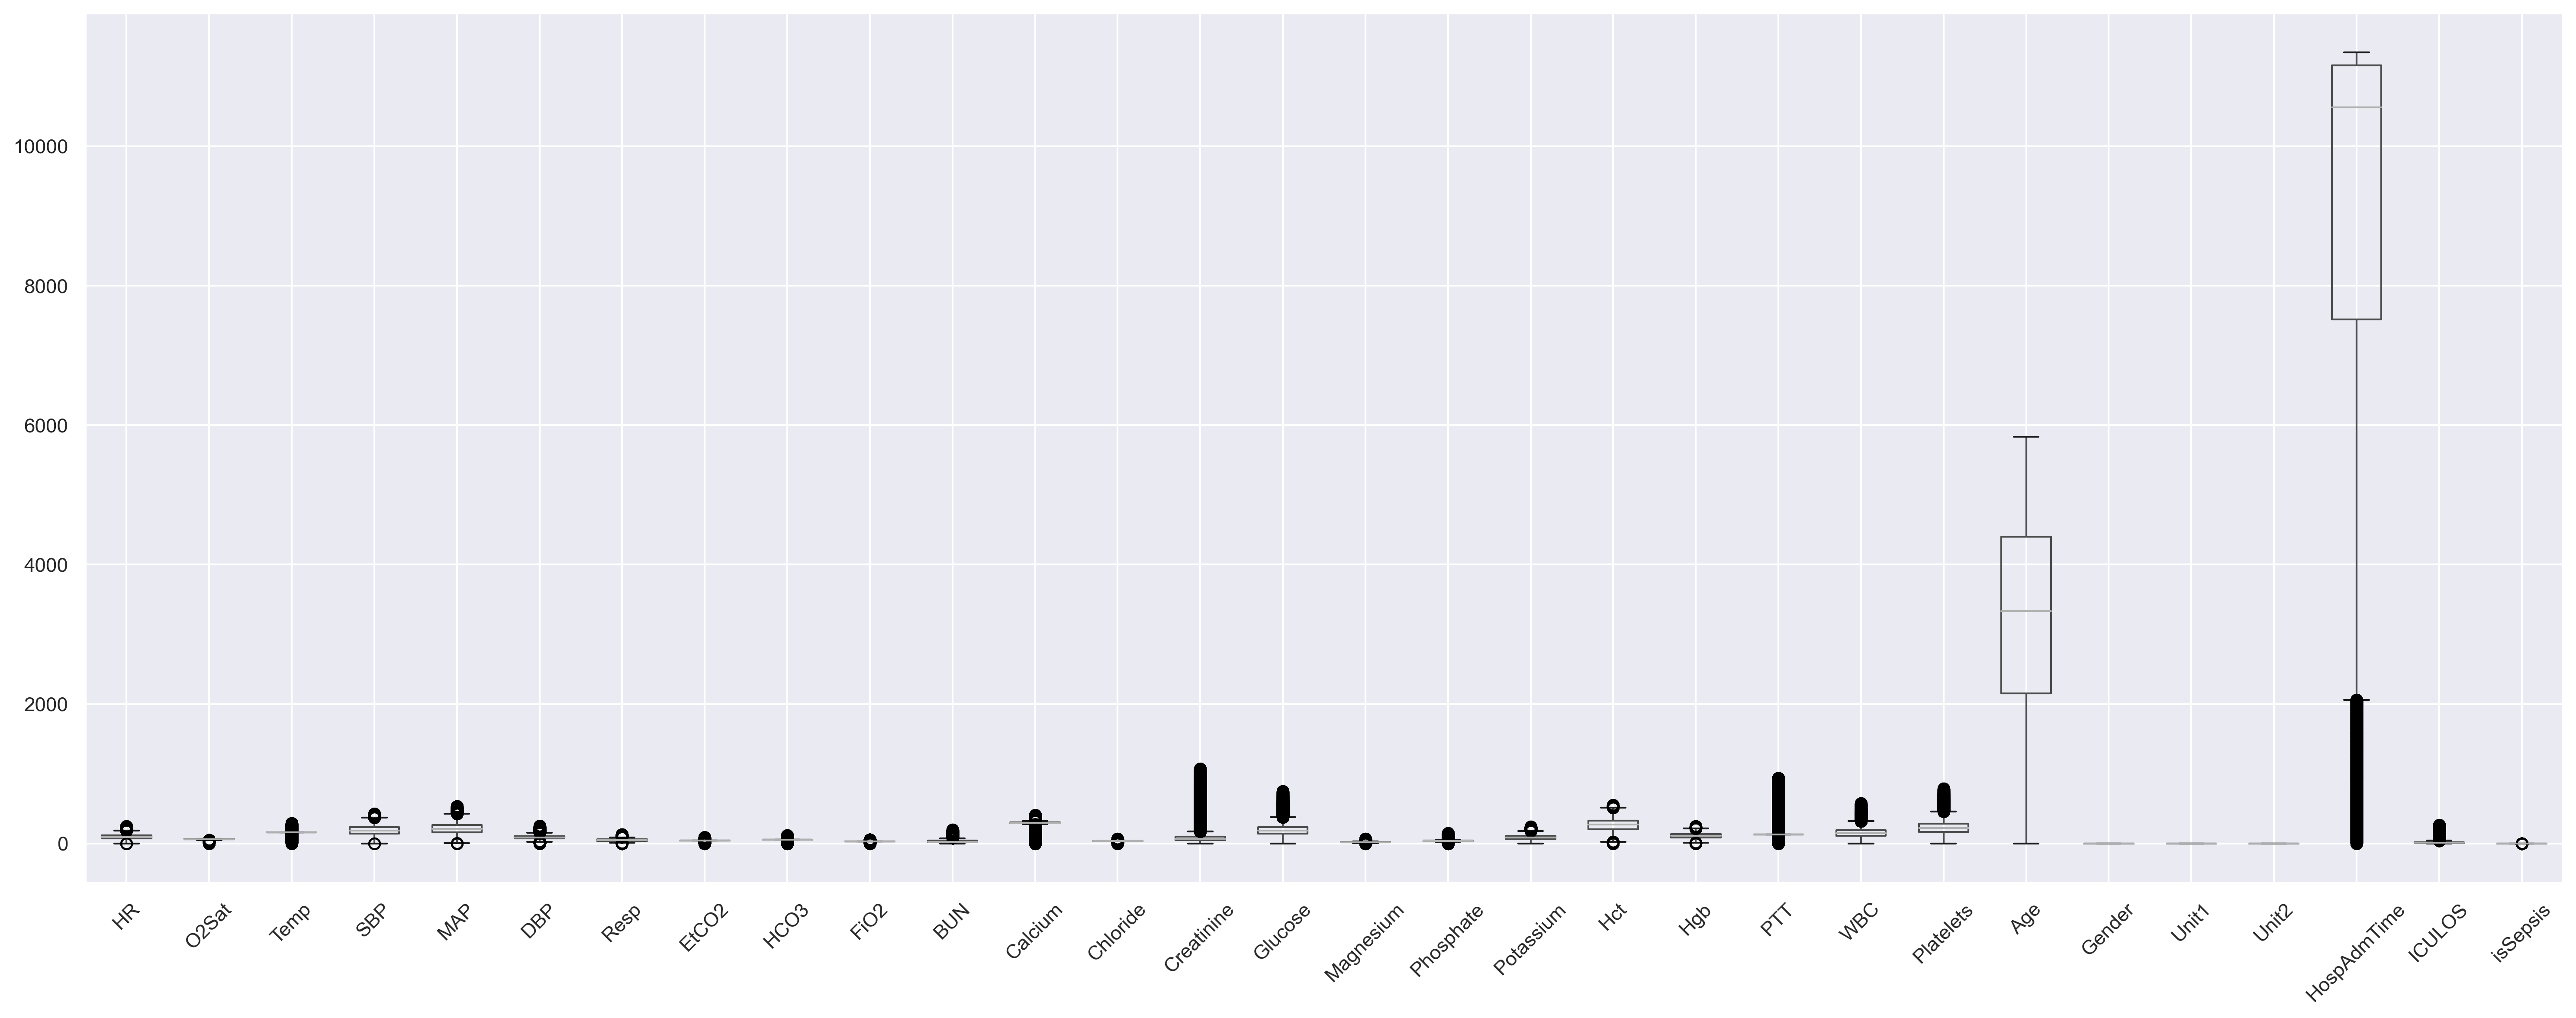 10000
8000
6000
4000
2000
0
HR
O2Sat
Temp
SBP
MAP
DBP
Resp
EtCO2
HCO3
FiO2
BUN
Calcium
Chloride
Creatinine
Glucose
Magnesium
Phosphate
Potassium
Hct
Hgb
PTT
WBC
Platelets
Age
Gender
Unit1
Unit2
HospAdmTime
ICULOS
isSepsis